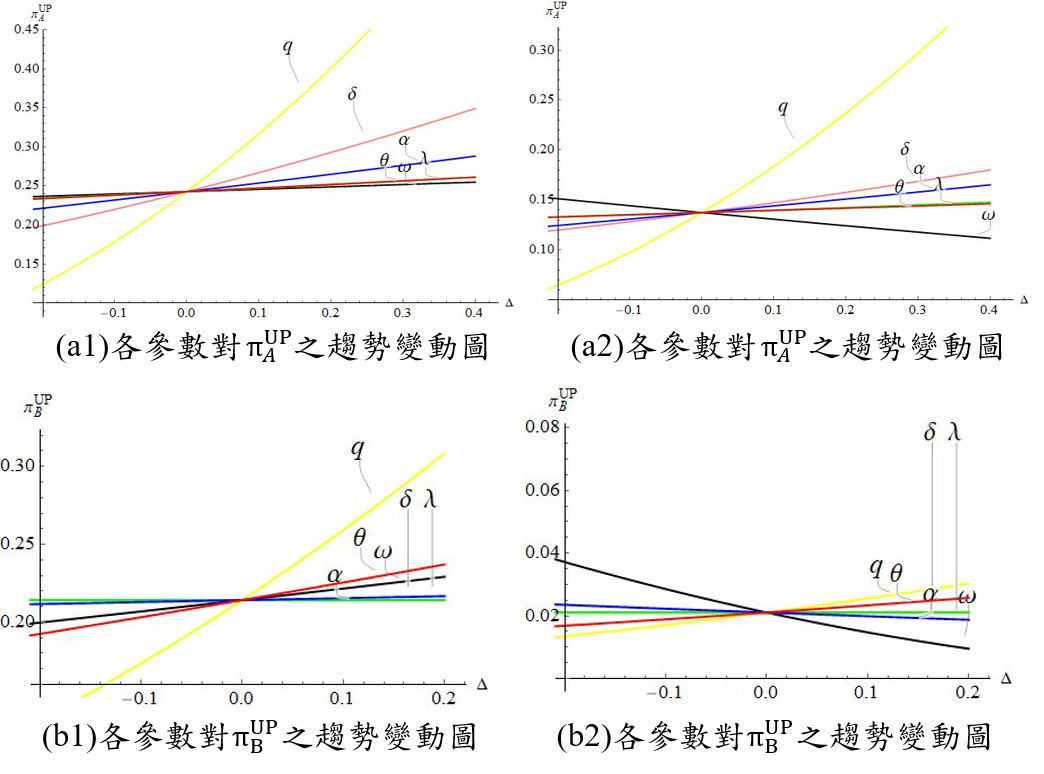 π_A^UP
0.45
0.40
0.35
0.30
0.25
0.20
0.15
−0.1 0.0 0.1 0.2 0.3 0.4 Δ
q
δ
α
θ ω λ
(a1)各參數對π_A^UP之趨勢變動圖
π_A^UP
0.30
0.25
0.20
0.15
0.10
−0.1 0.0 0.1 0.2 0.3 0.4 Δ
q
δ
α
θ λ
ω
(a2)各參數對π_A^UP之趨勢變動圖
π_B^UP
0.30
0.25
0.20
−0.1 0.0 0.1 0.2 Δ
q
δ λ
θ ω
α
(b1)各參數對π_B^UP之趨勢變動圖
π_B^UP
0.08
0.06
0.04
0.02
−0.1 0.0 0.1 0.2 Δ
δ λ
q θ
α ω
(b2)各參數對π_B^UP之趨勢變動圖